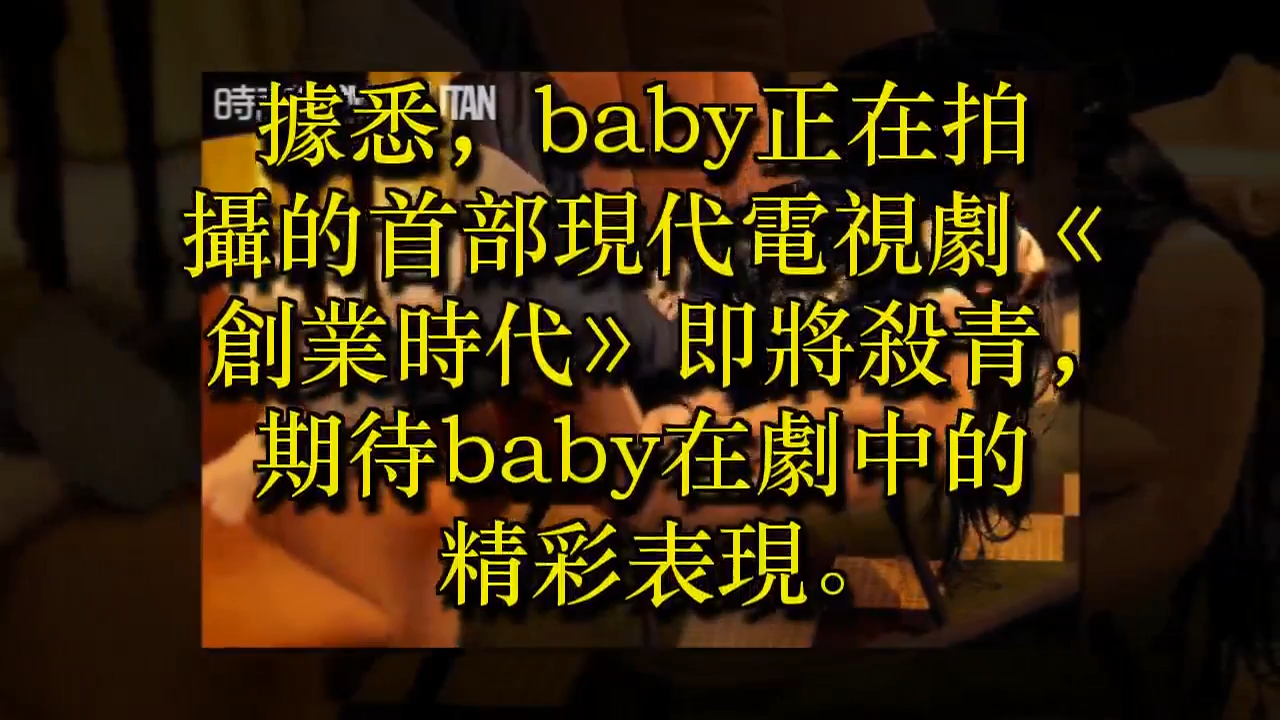 時
TAN
據悉，baby正在拍
攝的首部現代電視劇《
創業時代》即將殺青，
期待baby在劇中的
精彩表現。